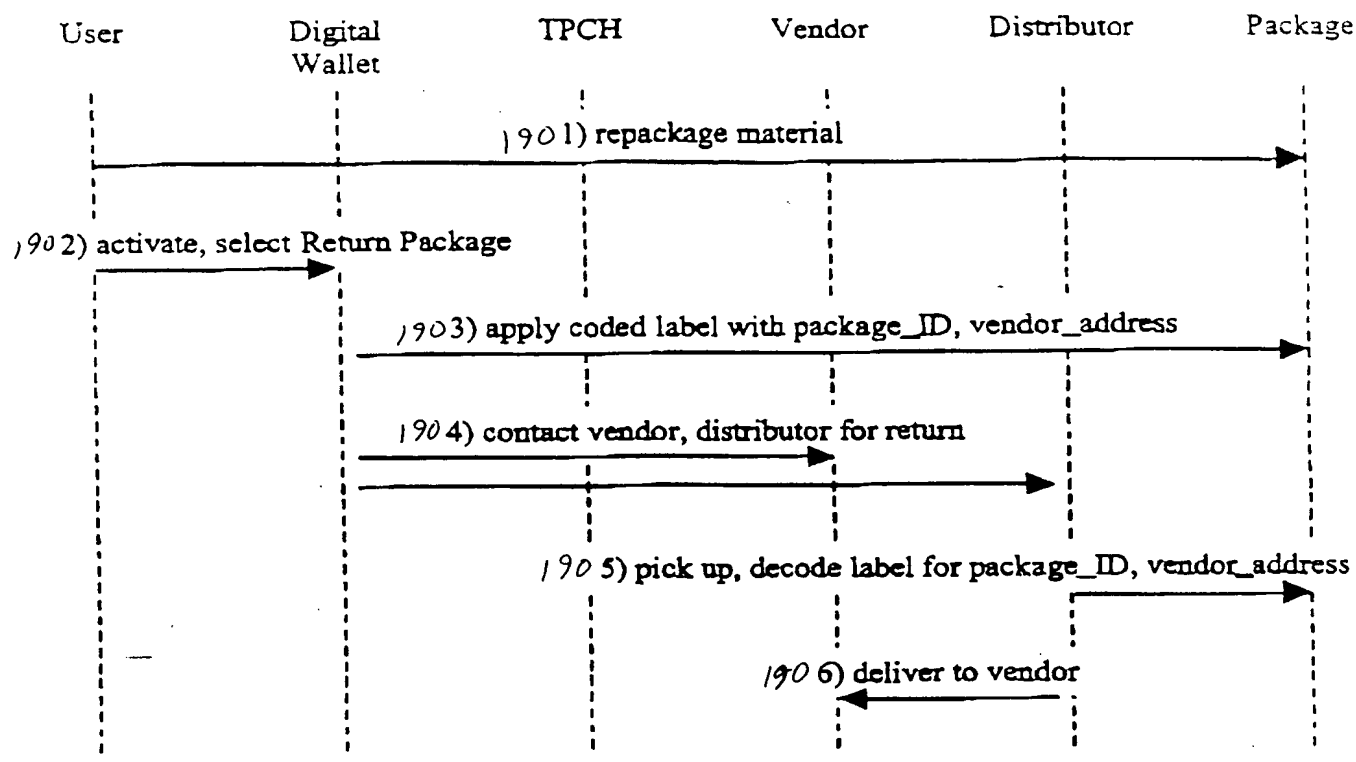 User Digital Wallet TPCH Vendor Distributor Package
1901) repackage material
1902) activate, select Return Package
1903) apply coded label with package_ID, vendor_address
1904) contact vendor, distributor for return
1905) pick up, decode label for package_ID, vendor_address
1906) deliver to vendor